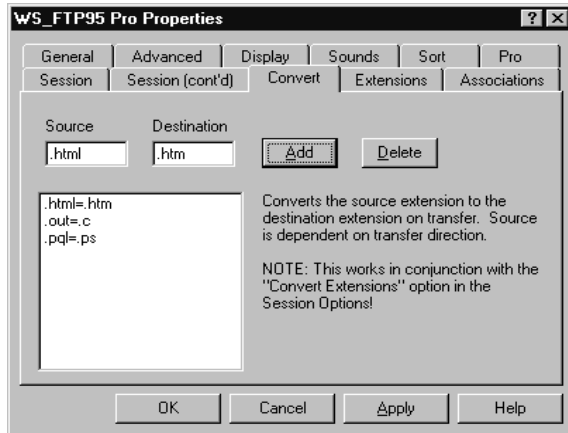 WS_FTP95 Pro Properties
General Advanced Display Sounds Sort Pro
Session Session (cont'd) Convert Extensions Associations
Source Destination
.html .htm Add Delete
.html=.htm
.out=.c
.pql=.ps
Converts the source extension to the
destination extension on transfer. Source
is dependent on transfer direction.
NOTE: This works in conjunction with the
"Convert Extensions" option in the
Session Options!
OK Cancel Apply Help